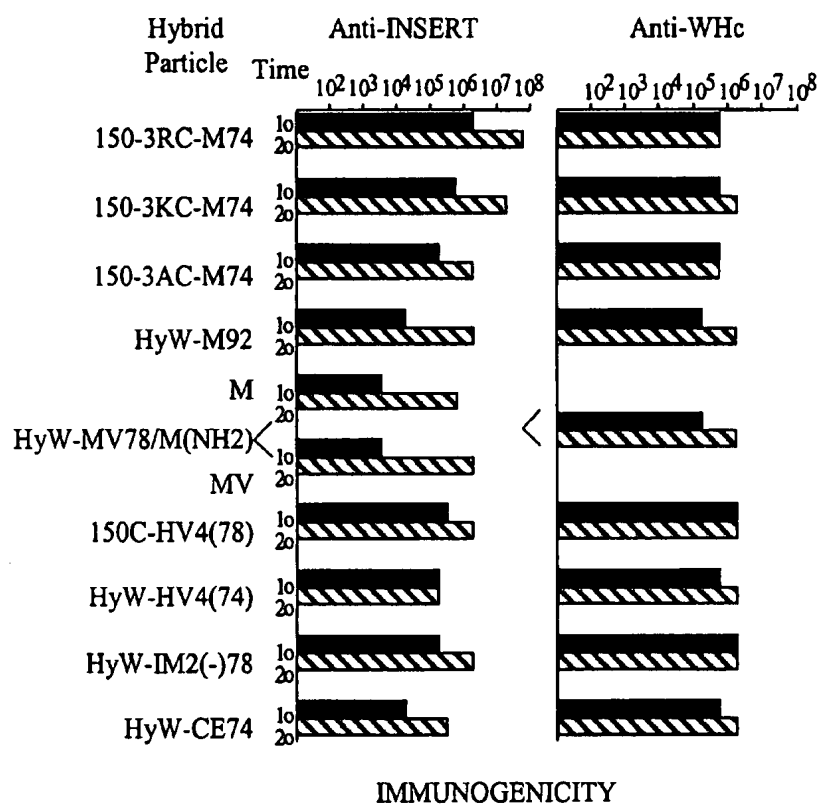 Hybrid Particle
Anti-INSERT
Anti-WHc
Time
10² 10³ 10⁴ 10⁵ 10⁶ 10⁷ 10⁸
10² 10³ 10⁴ 10⁵ 10⁶ 10⁷ 10⁸
150-3RC-M74 1o
2o
150-3KC-M74 1o
2o
150-3AC-M74 1o
2o
HyW-M92 1o
2o
M 1o
2o
HyW-MV78/M(NH2)
MV 1o
2o
150C-HV4(78) 1o
2o
HyW-HV4(74) 1o
2o
HyW-IM2(-)78 1o
2o
HyW-CE74 1o
2o
IMMUNOGENICITY